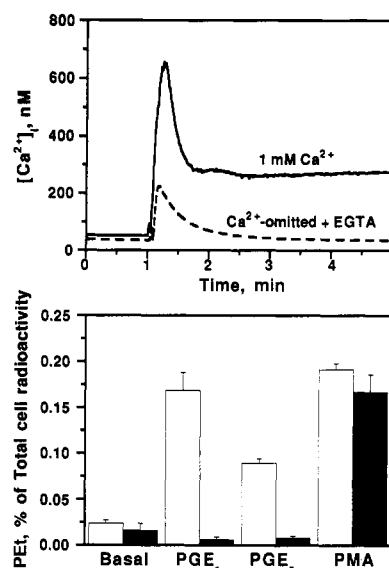 800
600
400
200
0
[Ca²⁺]ᵢ, nM
1 mM Ca²⁺
Ca²⁺-omitted + EGTA
0 1 2 3 4
Time, min
0.25
0.20
0.15
0.10
0.05
0.00
PEt, % of Total cell radioactivity
Basal PGE PGE PMA